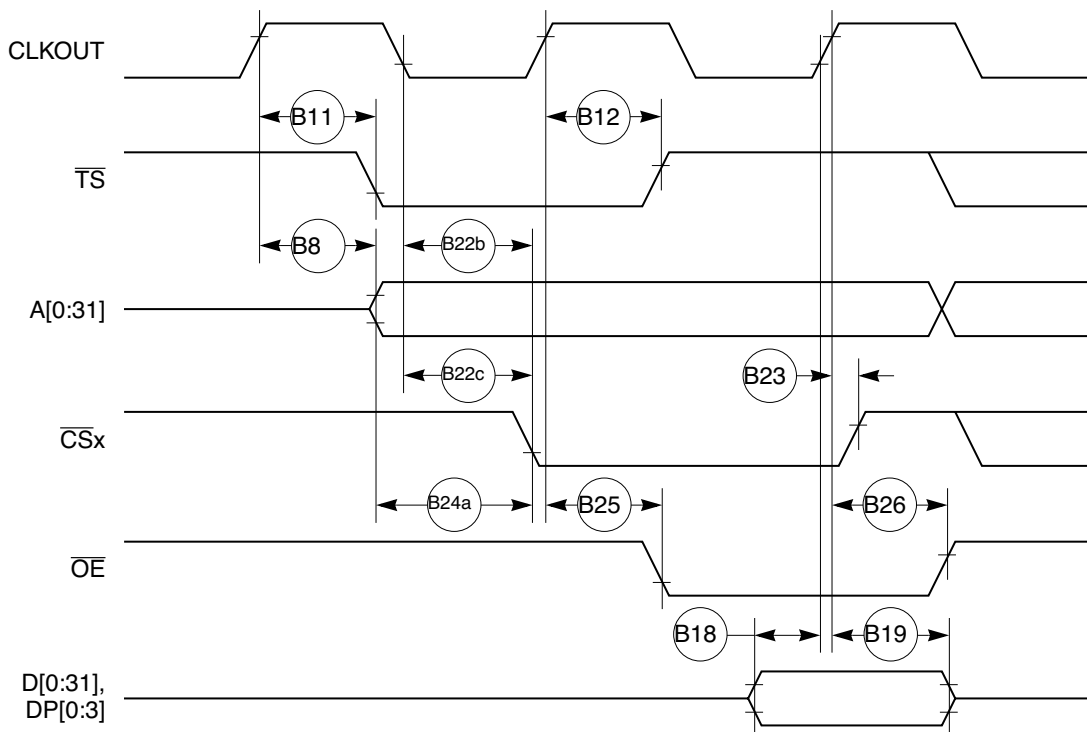 CLKOUT
B11
B12
TS
B8
B22b
A[0:31]
B22c
B23
CSx
B24a
B25
B26
OE
B18
B19
D[0:31],
DP[0:3]